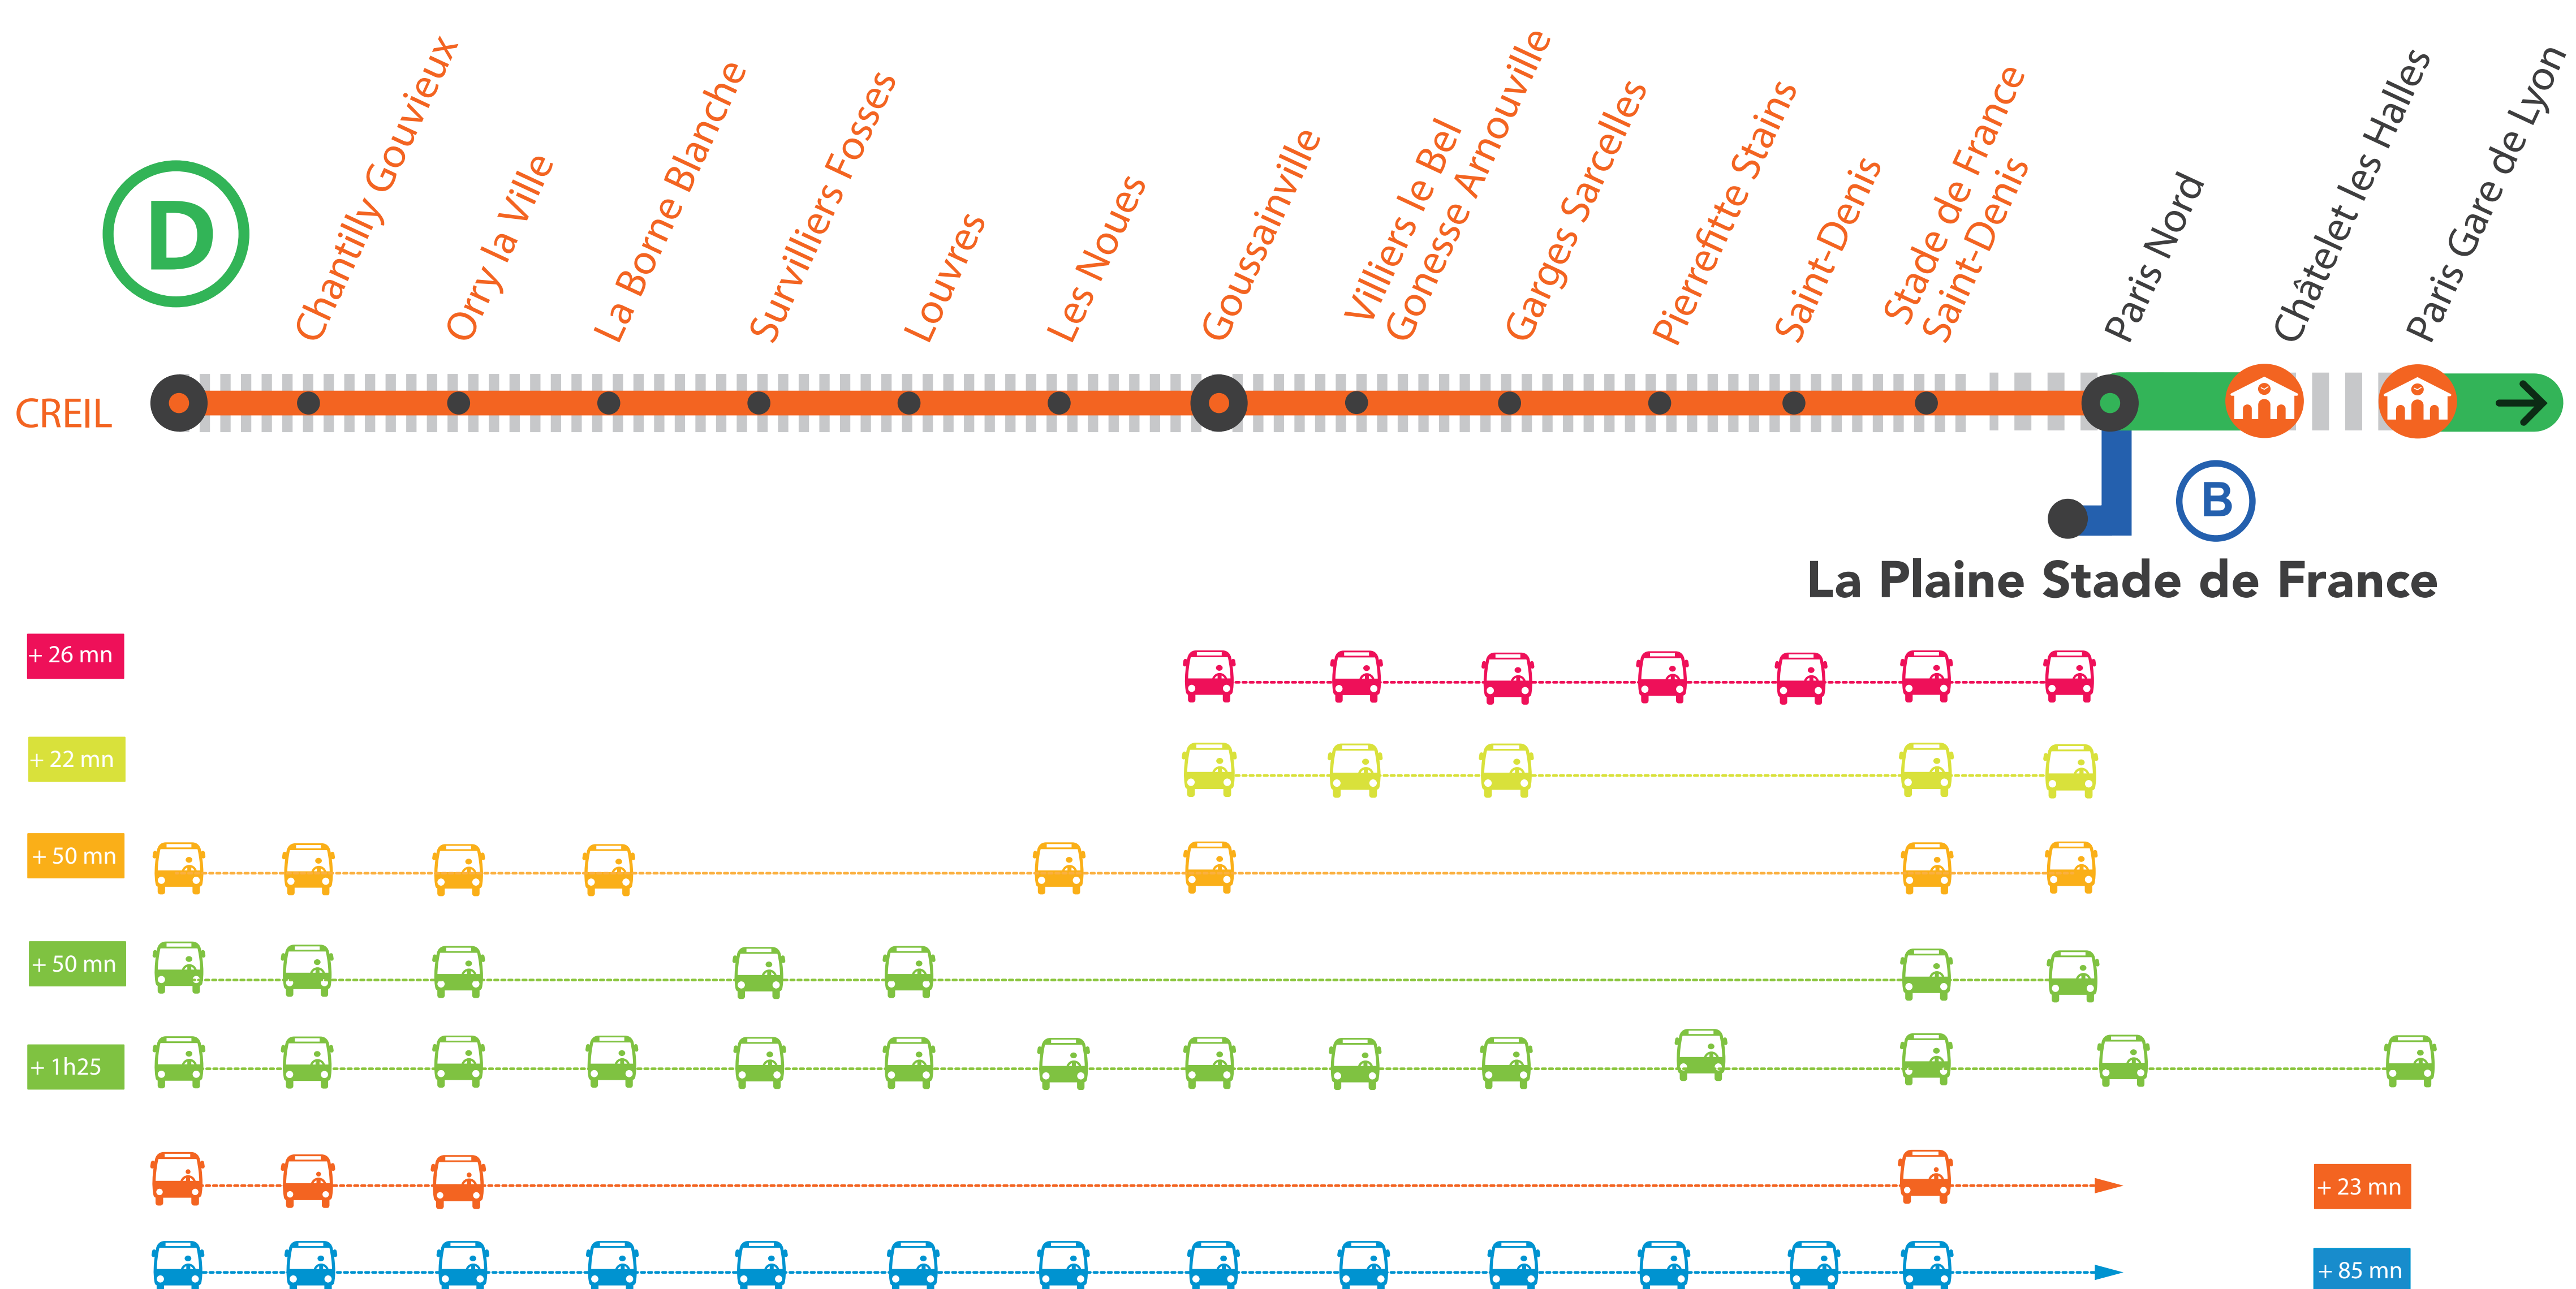 D
Chantilly Gouvieux
Orry la Ville
La Borne Blanche
Survilliers Fosses
Louvres
Les Noues
Goussainville
Villiers le Bel
Gonesse Arnouville
Garges Sarcelles
Pierrefitte Stains
Saint-Denis
Stade de France
Saint-Denis
Paris Nord
Châtelet les Halles
Paris Gare de Lyon
CREIL
B
La Plaine Stade de France
+ 26 mn
+ 22 mn
+ 50 mn
+ 50 mn
+ 1h25
+ 23 mn
+ 85 mn